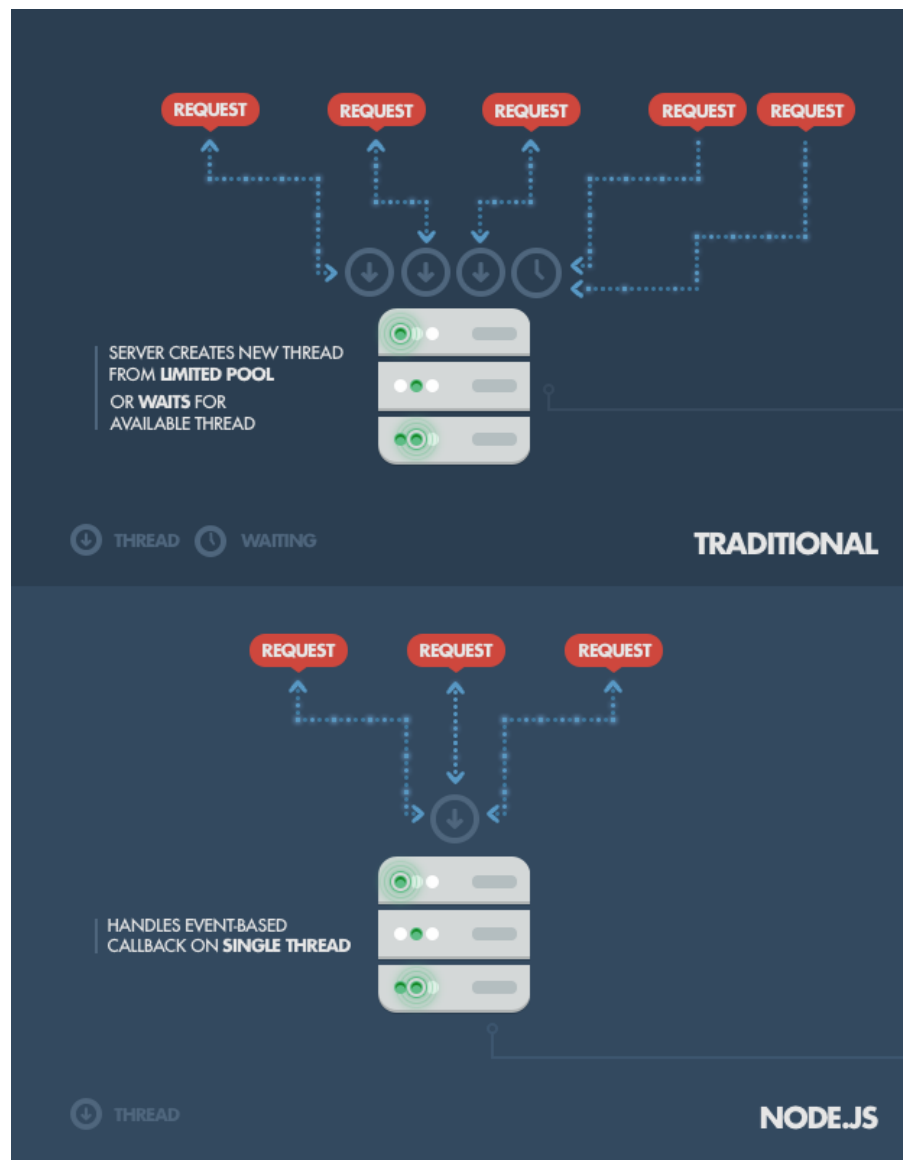 REQUEST
REQUEST
REQUEST
REQUEST
REQUEST
SERVER CREATES NEW THREAD
FROM LIMITED POOL
OR WAITS FOR
AVAILABLE THREAD
THREAD
WAITING
TRADITIONAL
REQUEST
REQUEST
REQUEST
HANDLES EVENT-BASED
CALLBACK ON SINGLE THREAD
THREAD
NODE.JS